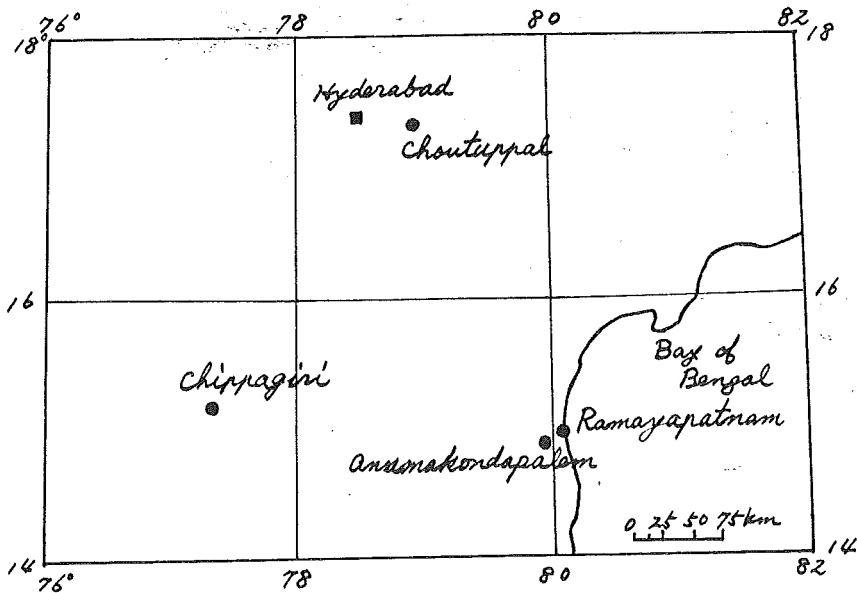 76° 78 80 82
18° 18
Hyderabad
Choutuppal
16 16
Bay of
Bengal
Chippagiri
Ramayapatnam
Annonakondapalem
0 25 50 75 km
14 14
76° 78 80 82